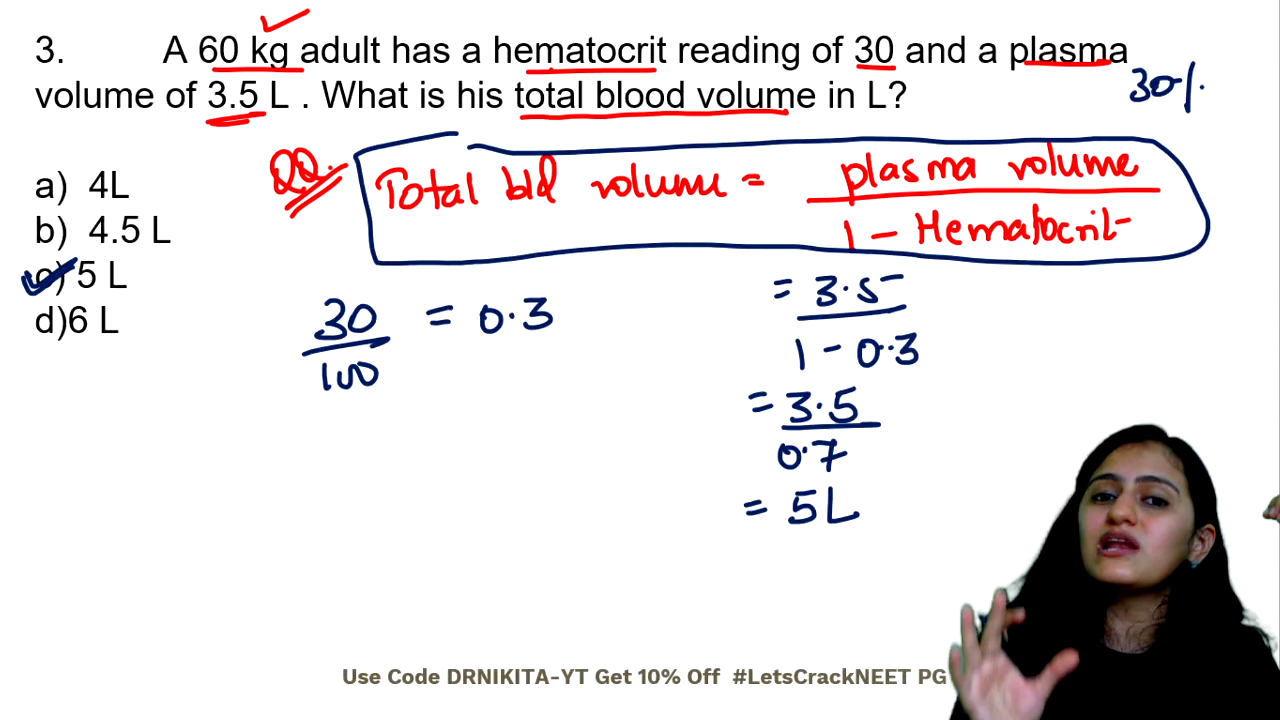 3. A 60 kg adult has a hematocrit reading of 30 and a plasma
volume of 3.5 L . What is his total blood volume in L?
30%
a) 4L
b) 4.5 L
c) 5 L
d)6 L
Total bld volume = plasma volume
1 - Hematocrit
30 = 0.3
100
= 3.5
1 - 0.3
= 3.5
0.7
= 5L
Use Code DRNIKITA-YT Get 10% Off #LetsCrackNEET PG